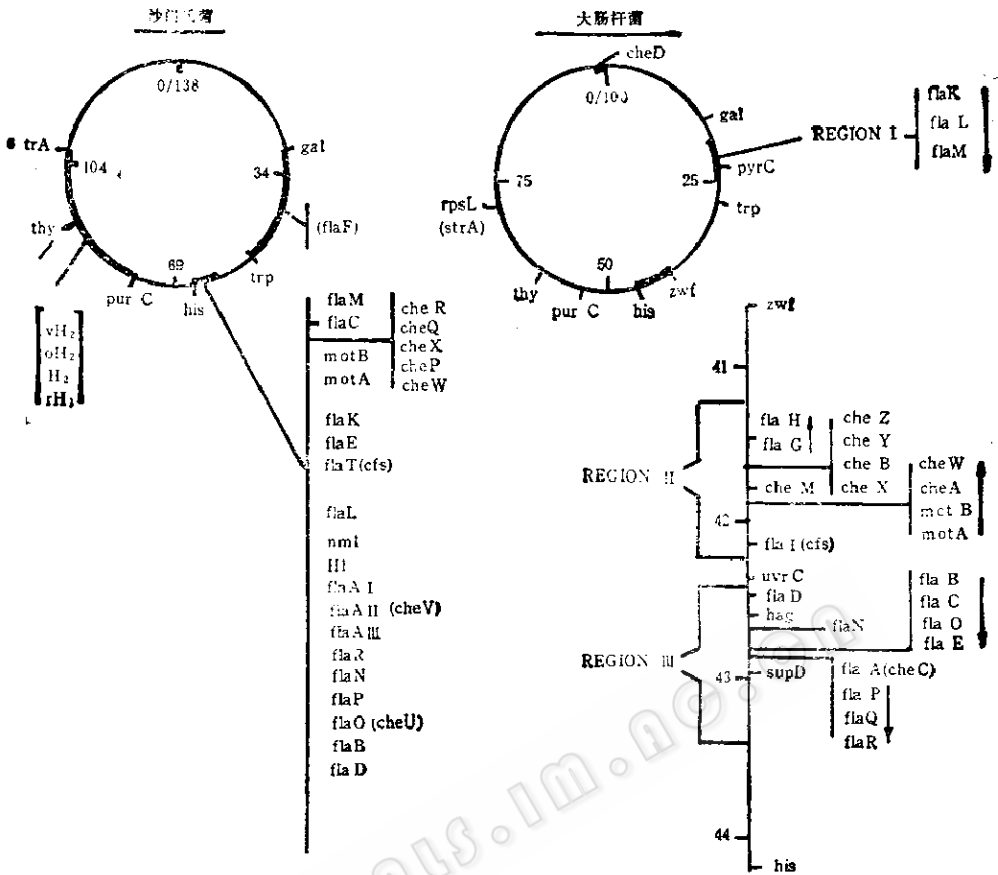 沙门氏菌
0/138
gal
34
(flaF)
trp
his
69
pur C
thy
104
trA
vH₂
oH₂
H₂
rH₁
flaM
flaC
motB
motA
che R
cheQ
cheX
cheP
cheW
flaK
flaE
flaT(cfs)
flaL
nml
H1
flaA I
flaA II (cheV)
flaA III
flaR
flaN
flaP
flaO (cheU)
flaB
fla D
大肠杆菌
cheD
0/100
gal
REGION I
flaK
fla L
flaM
pyrC
25
trp
zwf
his
50
pur C
thy
rpsL
(strA)
75
zwf
41
REGION II
fla H
fla G
che Z
che Y
che B
che X
che M
cheW
cheA
mot B
motA
42
fla I (cfs)
uvr C
fla D
hag
flaN
fla B
fla C
fla O
fla E
REGION III
43
supD
fla A(cheC)
fla P
flaQ
flaR
44
his